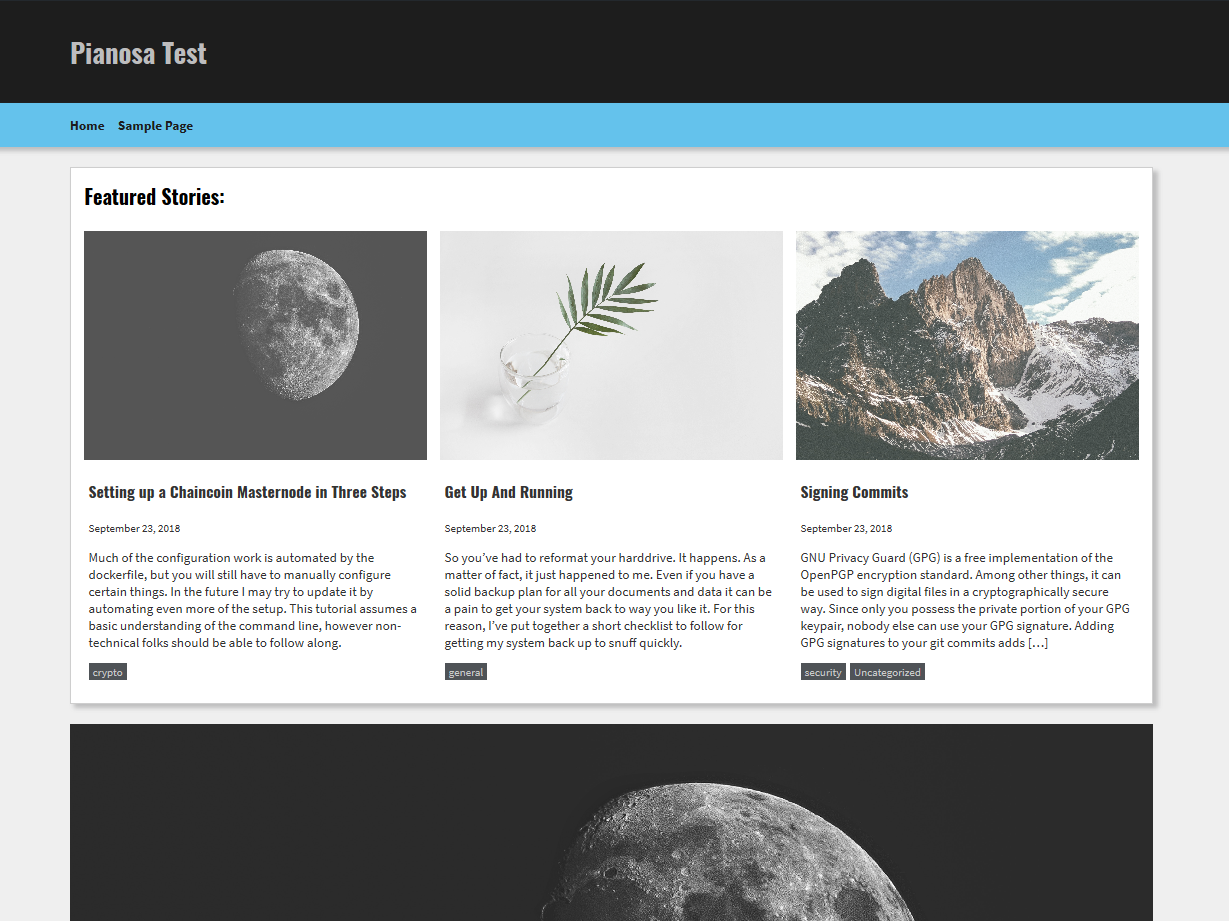 Pianosa Test
Home Sample Page
Featured Stories:
Setting up a Chaincoin Masternode in Three Steps
September 23, 2018
Much of the configuration work is automated by the
dockerfile, but you will still have to manually configure
certain things. In the future I may try to update it by
automating even more of the setup. This tutorial assumes a
basic understanding of the command line, however non-
technical folks should be able to follow along.
crypto
Get Up And Running
September 23, 2018
So you’ve had to reformat your harddrive. It happens. As a
matter of fact, it just happened to me. Even if you have a
solid backup plan for all your documents and data it can be
a pain to get your system back to way you like it. For this
reason, I’ve put together a short checklist to follow for
getting my system back up to snuff quickly.
general
Signing Commits
September 23, 2018
GNU Privacy Guard (GPG) is a free implementation of the
OpenPGP encryption standard. Among other things, it can
be used to sign digital files in a cryptographically secure
way. Since only you possess the private portion of your GPG
keypair, nobody else can use your GPG signature. Adding
GPG signatures to your git commits adds […]
security Uncategorized